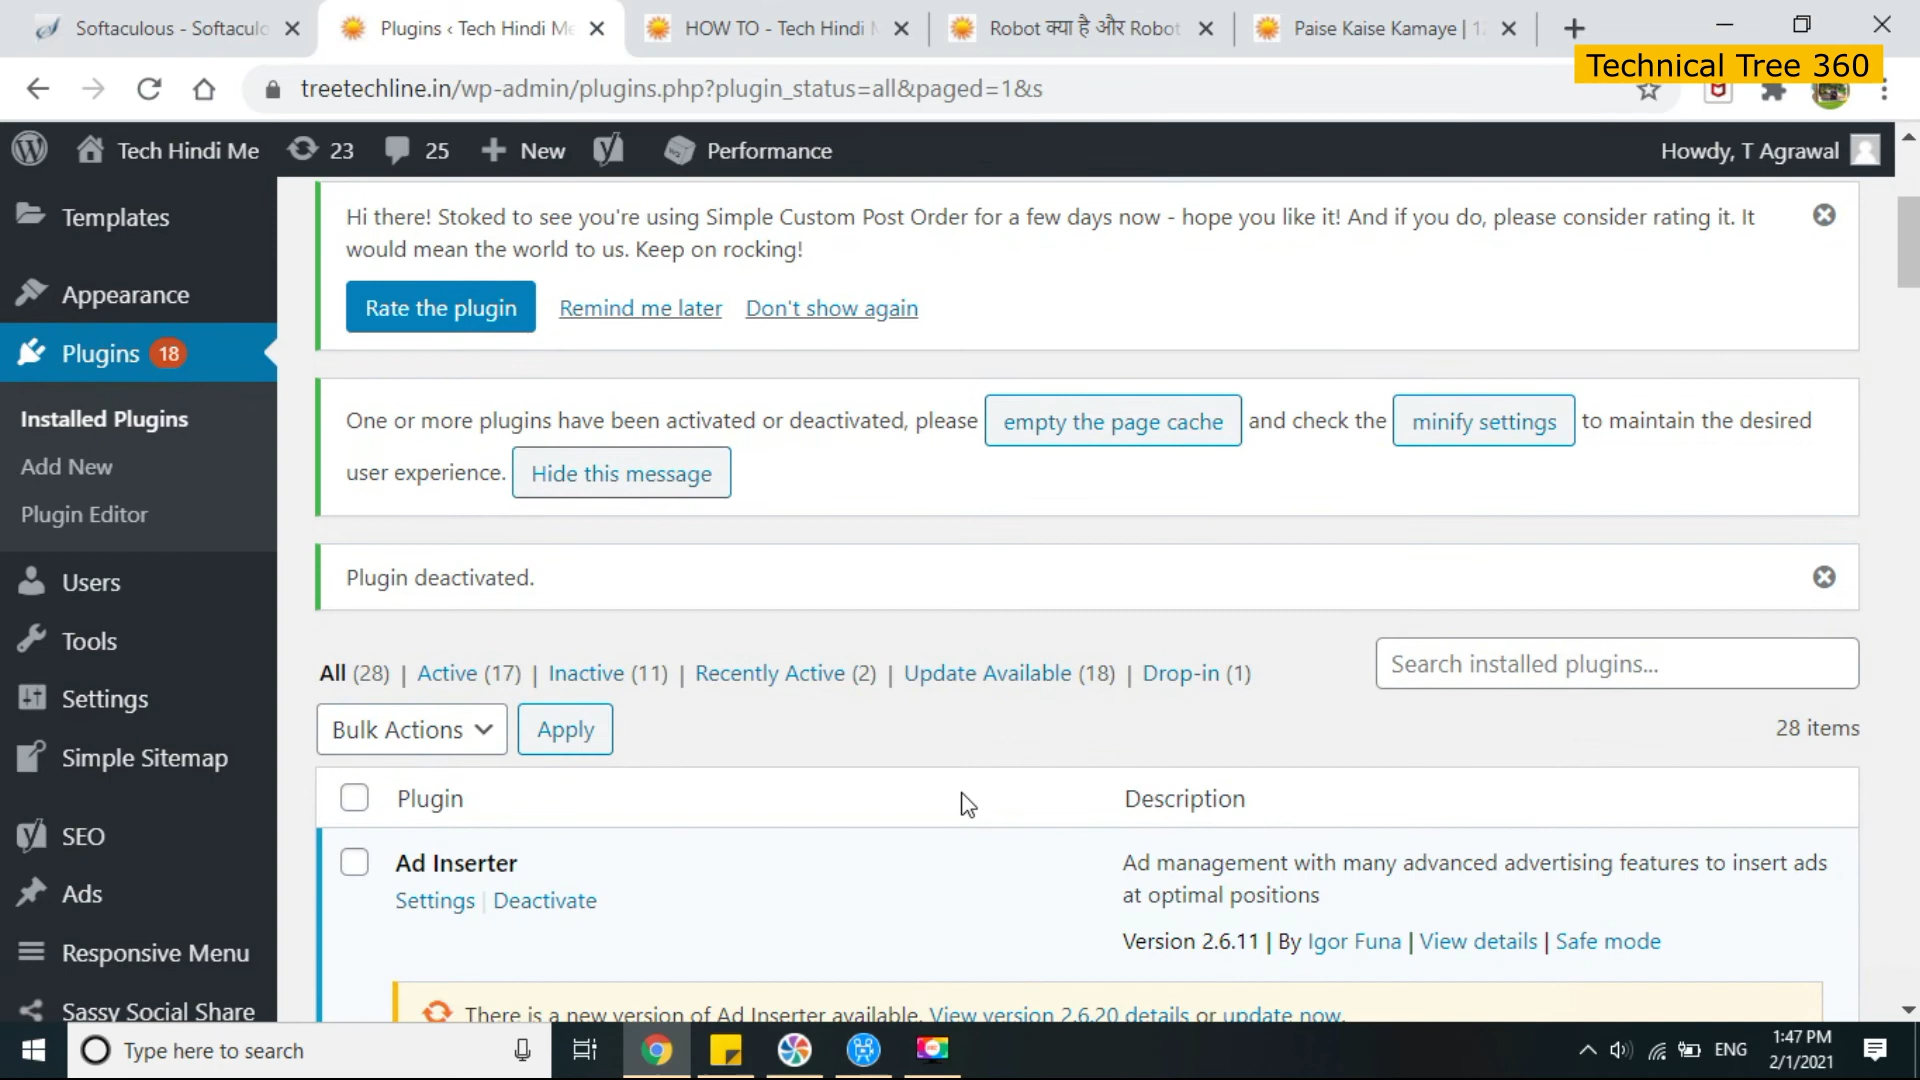 Softaculous - Softaculo
Plugins ‹ Tech Hindi Me
HOW TO - Tech Hindi M
Robot क्या है और Robot
Paise Kaise Kamaye | 12
Technical Tree 360
treetechline.in/wp-admin/plugins.php?plugin_status=all&paged=1&s
Tech Hindi Me 23 25 New Performance
Howdy, T Agrawal
Templates
Appearance
Plugins 18
Installed Plugins
Add New
Plugin Editor
Users
Tools
Settings
Simple Sitemap
SEO
Ads
Responsive Menu
Sassy Social Share
Hi there! Stoked to see you're using Simple Custom Post Order for a few days now - hope you like it! And if you do, please consider rating it. It
would mean the world to us. Keep on rocking!
Rate the plugin Remind me later Don't show again
One or more plugins have been activated or deactivated, please empty the page cache and check the minify settings to maintain the desired
user experience. Hide this message
Plugin deactivated.
All (28) | Active (17) | Inactive (11) | Recently Active (2) | Update Available (18) | Drop-in (1)
Search installed plugins...
Bulk Actions Apply
28 items
Plugin Description
Ad Inserter
Settings | Deactivate
Ad management with many advanced advertising features to insert ads
at optimal positions
Version 2.6.11 | By Igor Funa | View details | Safe mode
There is a new version of Ad Inserter available. View version 2.6.20 details or update now.
Type here to search
ENG
1:47 PM
2/1/2021